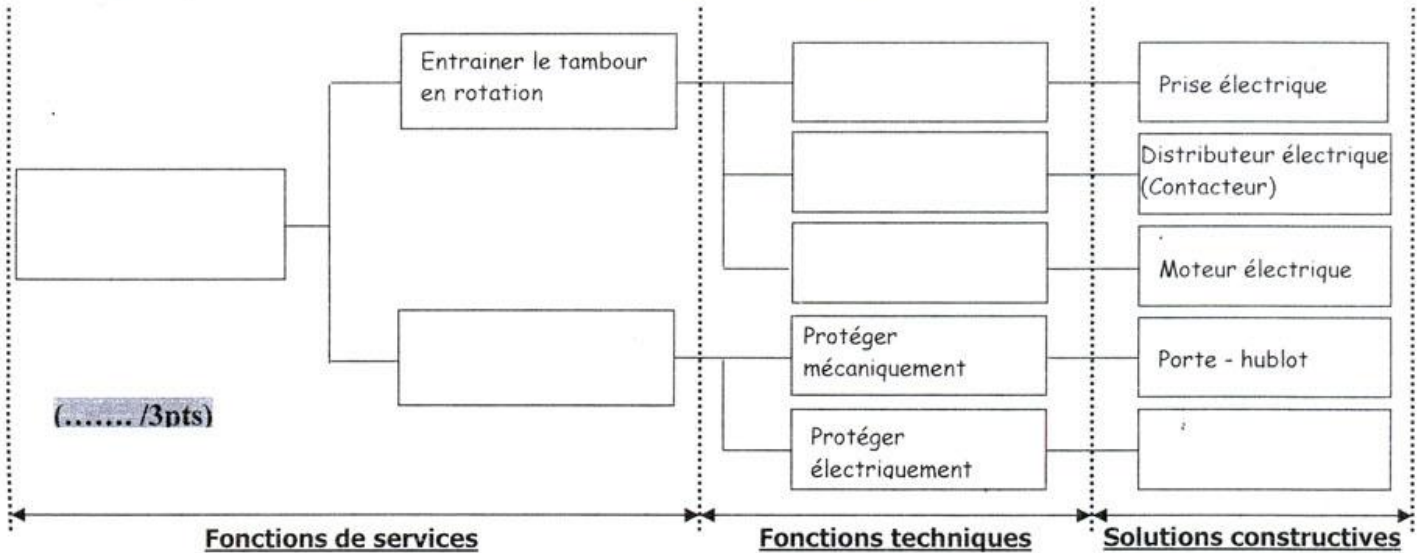 Entrainer le tambour
en rotation
Prise électrique
Distributeur électrique
(Contacteur)
Moteur électrique
Protéger
mécaniquement
Porte - hublot
(....... /3pts)
Protéger
électriquement
Fonctions de services
Fonctions techniques
Solutions constructives